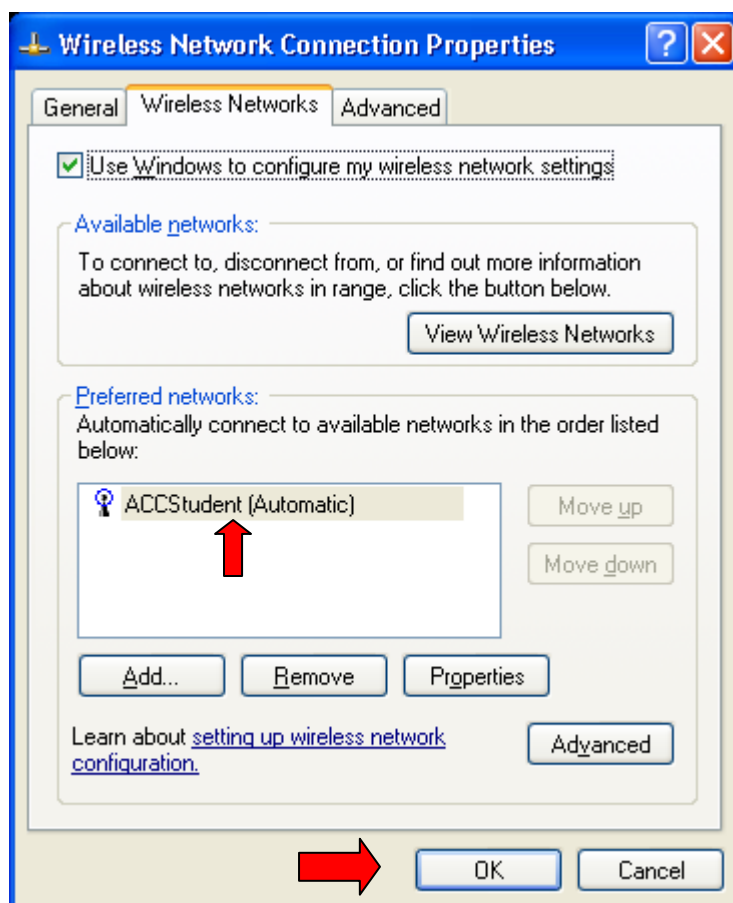 Wireless Network Connection Properties
General Wireless Networks Advanced
Use Windows to configure my wireless network settings
Available networks:
To connect to, disconnect from, or find out more information
about wireless networks in range, click the button below.
View Wireless Networks
Preferred networks:
Automatically connect to available networks in the order listed
below:
ACCStudent (Automatic)
Move up
Move down
Add... Remove Properties
Learn about setting up wireless network
configuration.
Advanced
OK Cancel